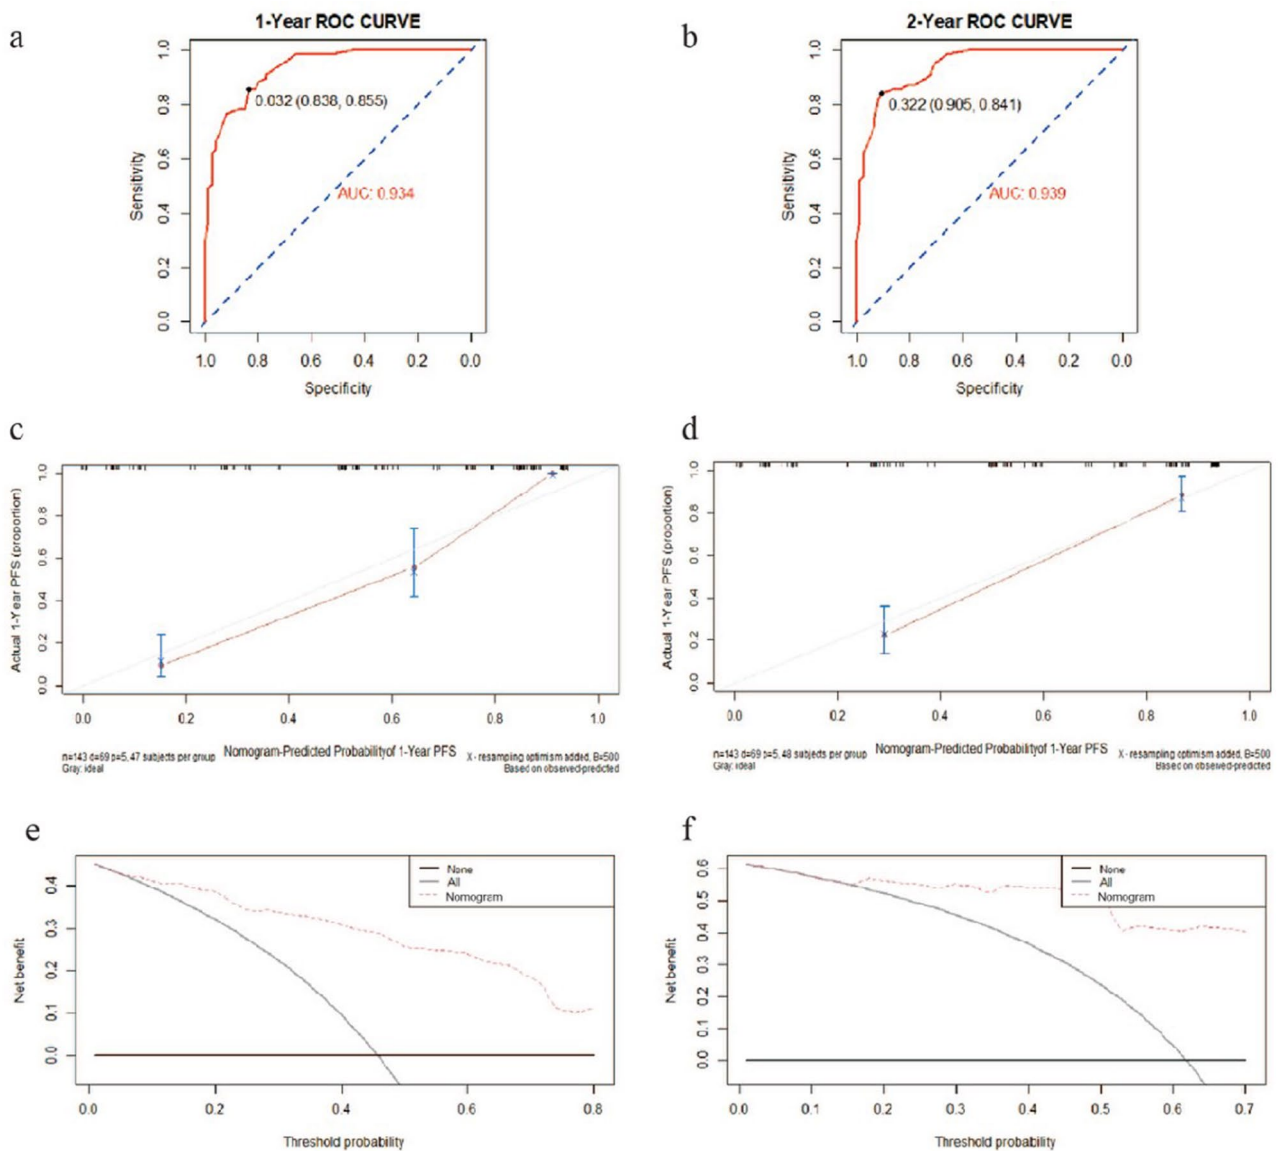 a
1-Year ROC CURVE
Sensitivity
1.0
0.8
0.6
0.4
0.2
0.0
0.032 (0.838, 0.855)
AUC: 0.934
1.0 0.8 0.6 0.4 0.2 0.0
Specificity
b
2-Year ROC CURVE
Sensitivity
1.0
0.8
0.6
0.4
0.2
0.0
0.322 (0.905, 0.841)
AUC: 0.939
1.0 0.8 0.6 0.4 0.2 0.0
Specificity
c
Actual 1-Year PFS (proportion)
1.0
0.8
0.6
0.4
0.2
0.0
0.0 0.2 0.4 0.6 0.8 1.0
Nomogram-Predicted Probabilityof 1-Year PFS
n=143 d=69 p=5, 47 subjects per group
Gray: ideal
X - resampling optimism added, B=500
Based on observed-predicted
d
Actual 1-Year PFS (proportion)
1.0
0.8
0.6
0.4
0.2
0.0
0.0 0.2 0.4 0.6 0.8 1.0
Nomogram-Predicted Probabilityof 1-Year PFS
n=143 d=69 p=5, 48 subjects per group
Gray: ideal
X - resampling optimism added, B=500
Based on observed-predicted
e
Net benefit
0.4
0.3
0.2
0.1
0.0
None
All
Nomogram
0.0 0.2 0.4 0.6 0.8
Threshold probability
f
Net benefit
0.6
0.5
0.4
0.3
0.2
0.1
0.0
None
All
Nomogram
0.0 0.1 0.2 0.3 0.4 0.5 0.6 0.7
Threshold probability